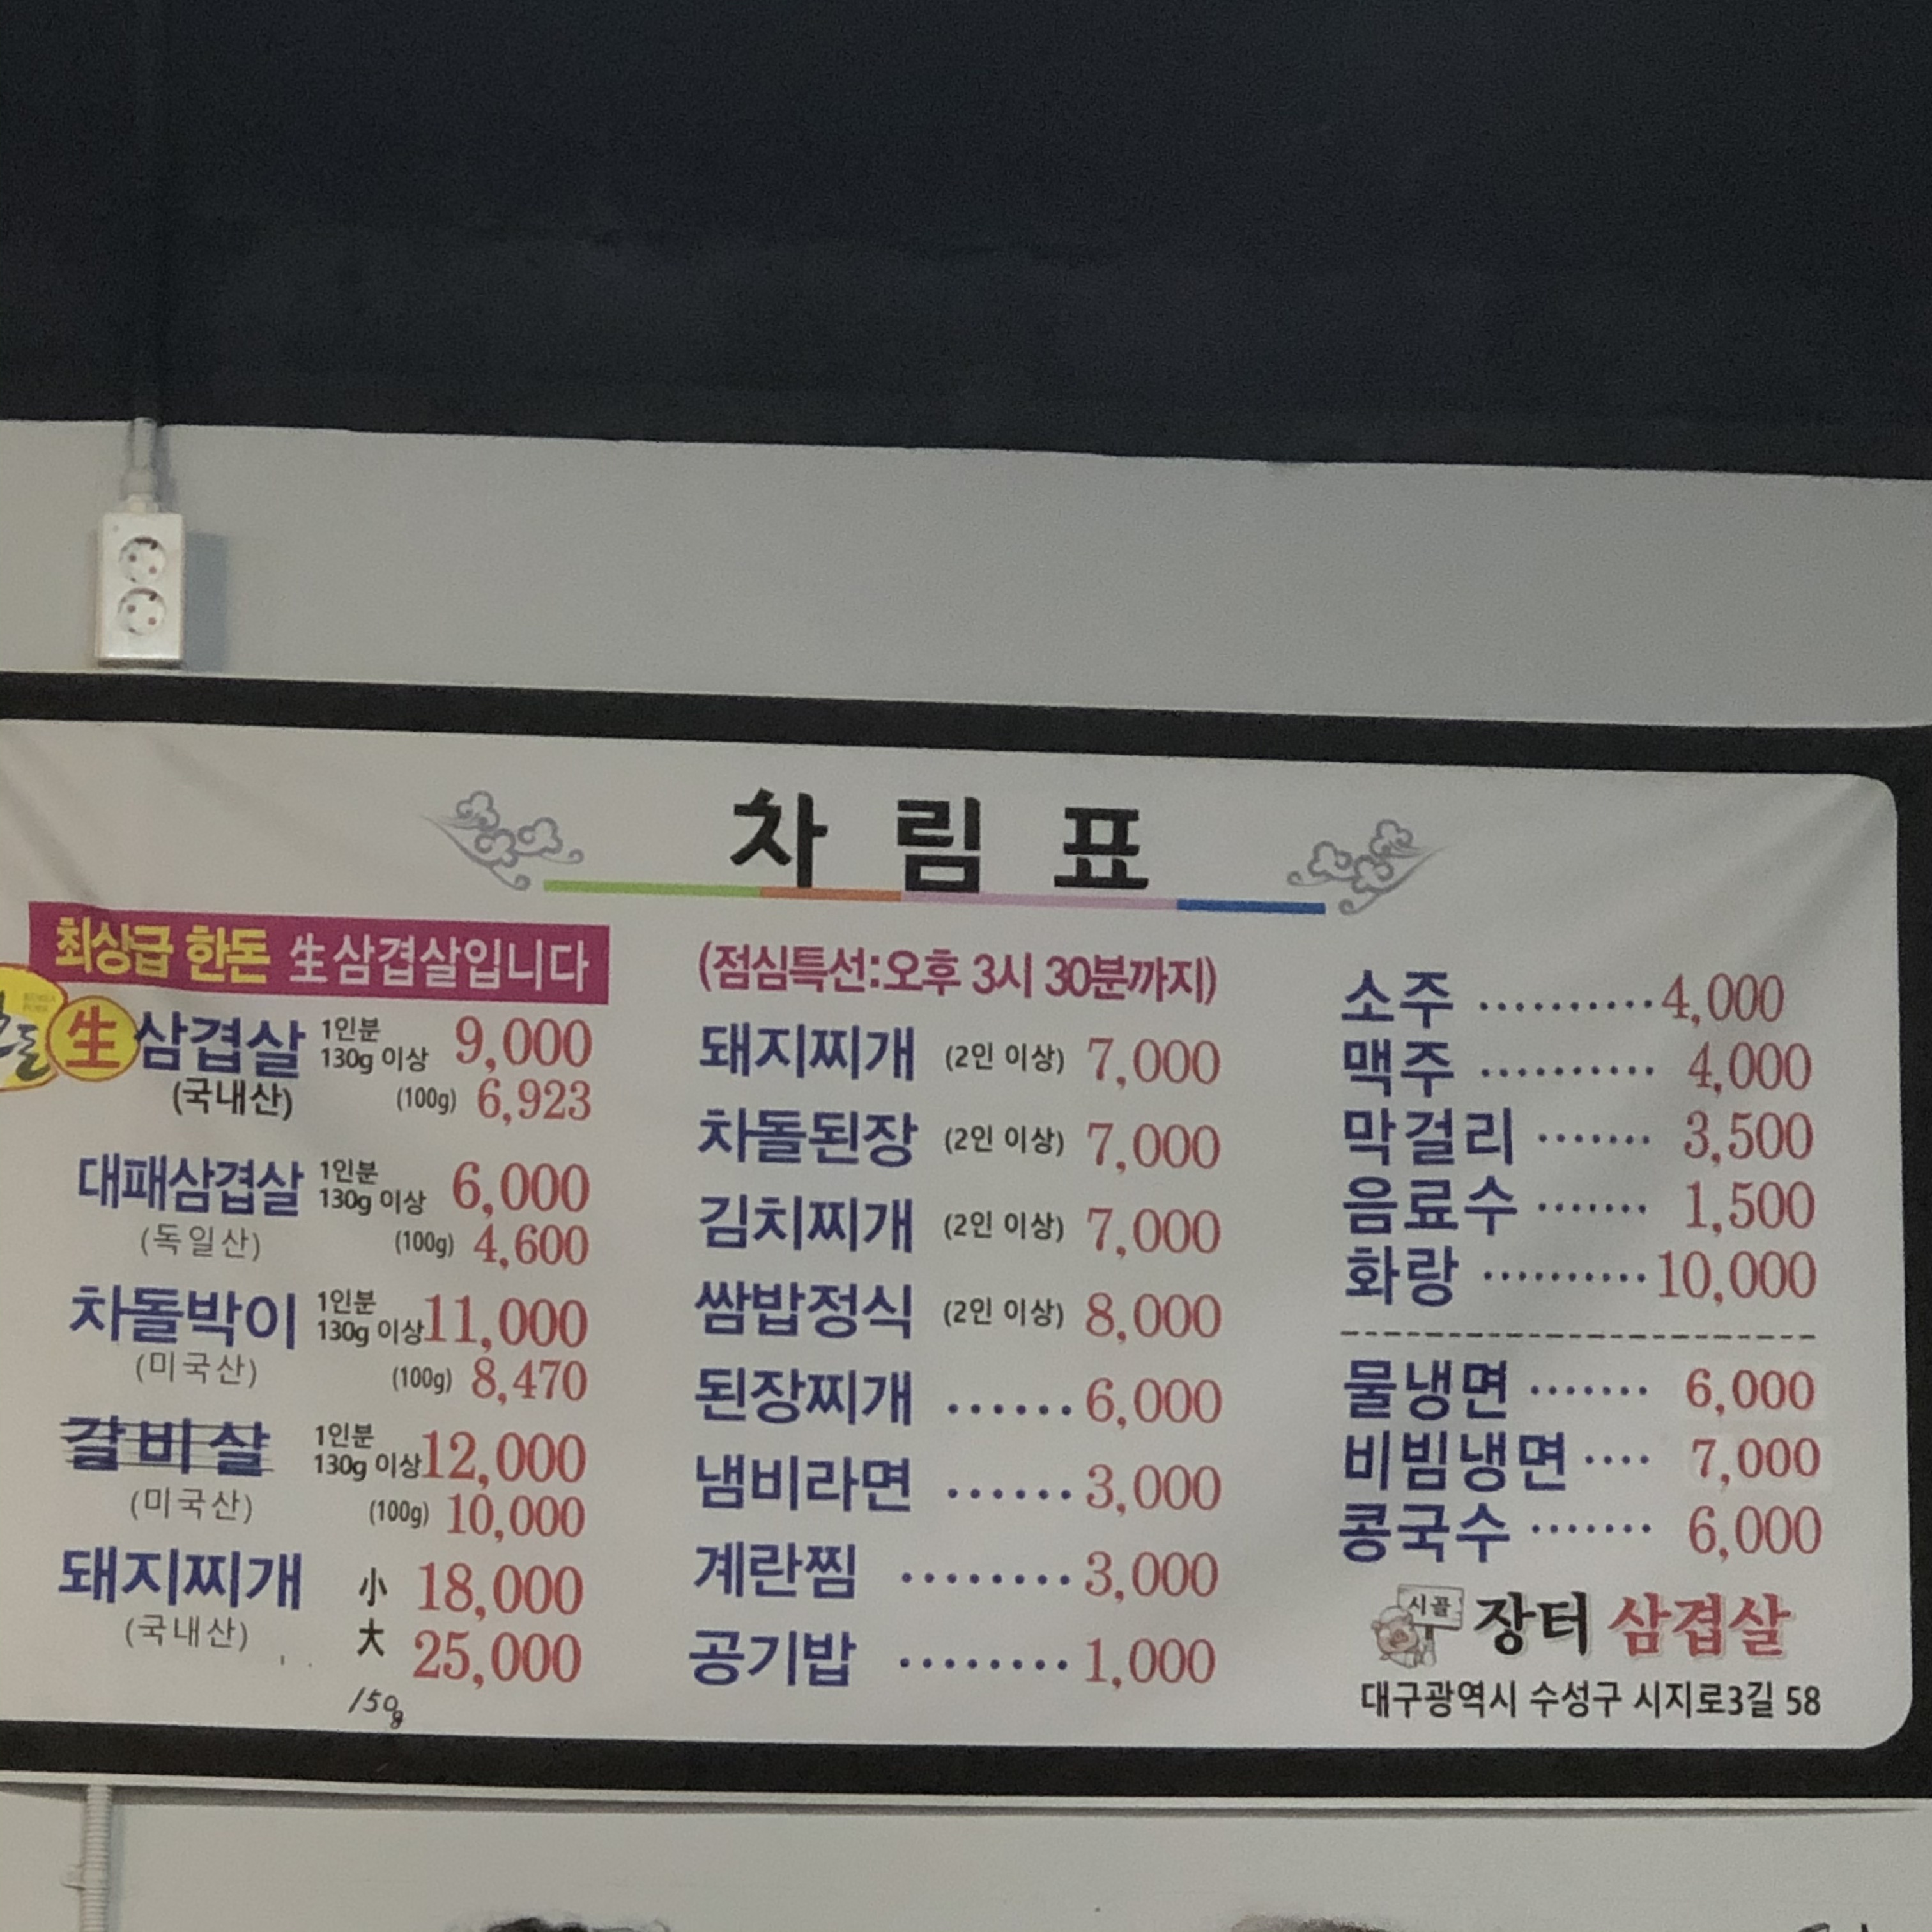 차림표
최상급 한돈 生삼겹살입니다
生 삼겹살 1인분 130g 이상 9,000
(국내산) (100g) 6,923
대패삼겹살 1인분 130g 이상 6,000
(독일산) (100g) 4,600
차돌박이 1인분 130g 이상 11,000
(미국산) (100g) 8,470
갈비살 1인분 130g 이상 12,000
(미국산) (100g) 10,000
돼지찌개 小 18,000
(국내산) 大 25,000
150g
(점심특선:오후 3시 30분까지)
돼지찌개 (2인 이상) 7,000
차돌된장 (2인 이상) 7,000
김치찌개 (2인 이상) 7,000
쌈밥정식 (2인 이상) 8,000
된장찌개 ...... 6,000
냄비라면 ...... 3,000
계란찜 ........ 3,000
공기밥 ........ 1,000
소주 .......... 4,000
맥주 .......... 4,000
막걸리 ....... 3,500
음료수 ....... 1,500
화랑 .......... 10,000
물냉면 ....... 6,000
비빔냉면 .... 7,000
콩국수 ....... 6,000
시골 장터 삼겹살
대구광역시 수성구 시지로3길 58